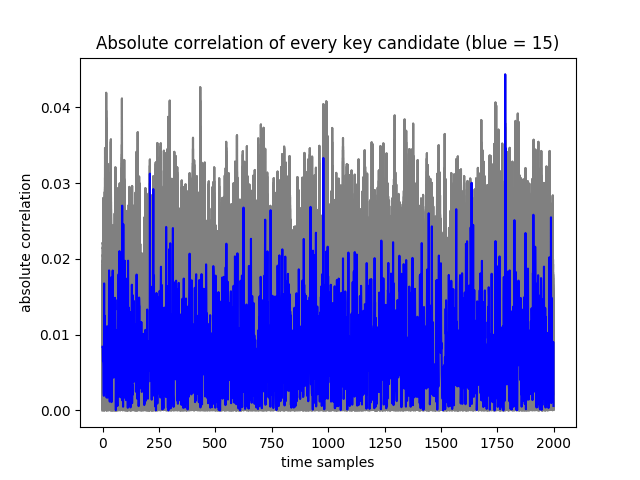 Absolute correlation of every key candidate (blue = 15)
absolute correlation
0.04
0.03
0.02
0.01
0.00
0 250 500 750 1000 1250 1500 1750 2000
time samples